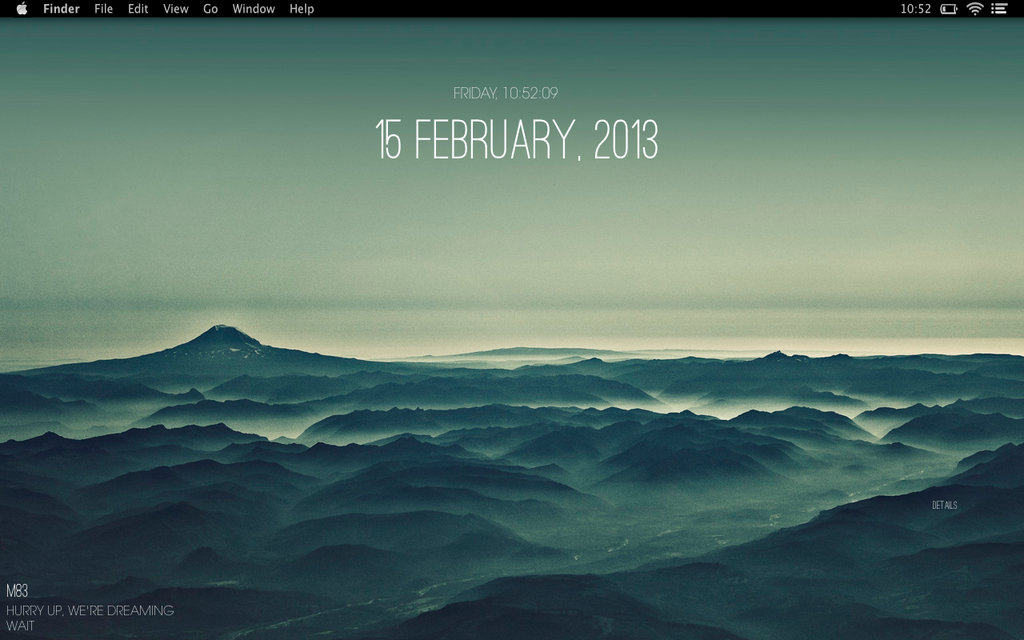 Finder File Edit View Go Window Help 10:52
FRIDAY, 10:52:09
15 FEBRUARY, 2013
DETAILS
M83
HURRY UP, WE'RE DREAMING
WAIT